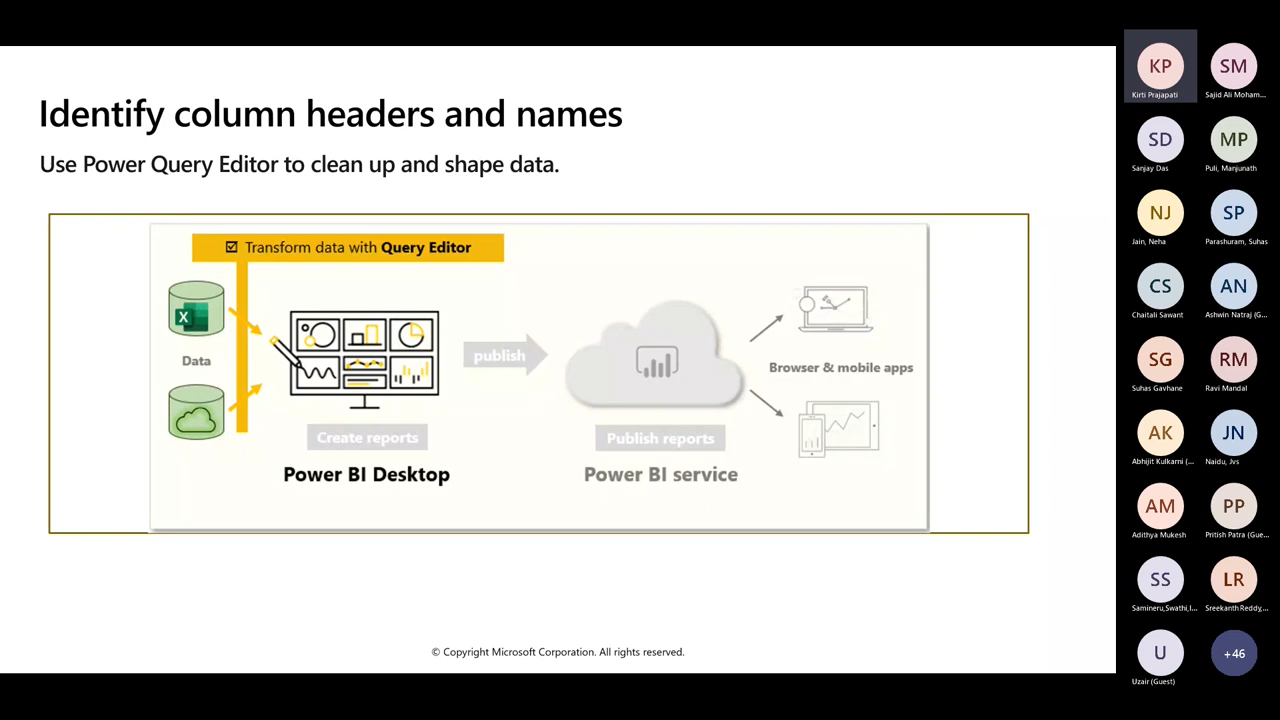 Identify column headers and names
Use Power Query Editor to clean up and shape data.
Transform data with Query Editor
X
Data
publish
Create reports
Power BI Desktop
Publish reports
Power BI service
Browser & mobile apps
© Copyright Microsoft Corporation. All rights reserved.
KP
Kirti Prajapati
SM
Sajid Ali Moham...
SD
Sanjay Das
MP
Puli, Manjunath
NJ
Jain, Neha
SP
Parashuram, Suhas
CS
Chaitali Sawant
AN
Ashwin Natraj (G...
SG
Suhas Gavhane
RM
Ravi Mandal
AK
Abhijit Kulkarni (...
JN
Naidu, Jvs
AM
Adithya Mukesh
PP
Pritish Patra (Gue...
SS
Samineru,Swathi,I...
LR
Sreekanth Reddy,...
U
Uzair (Guest)
+46